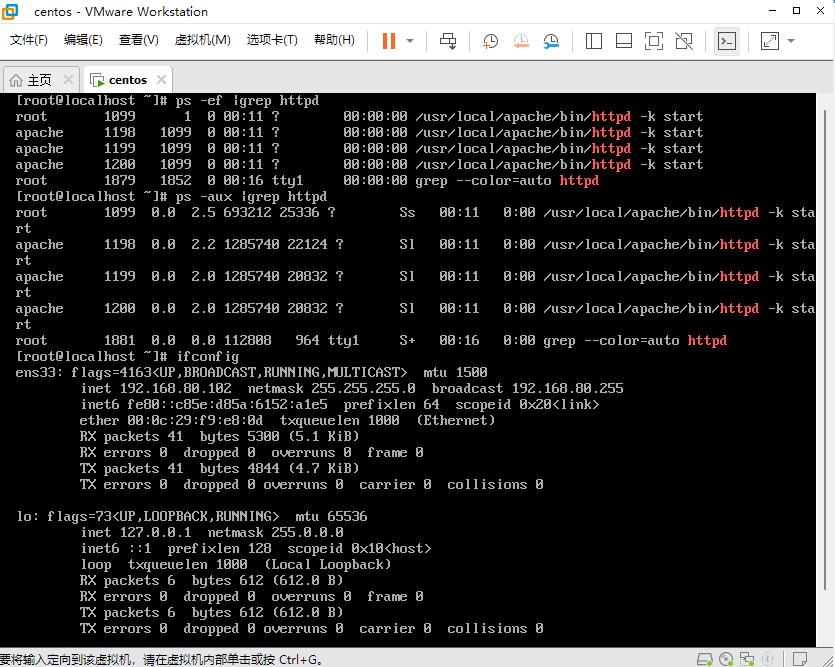 centos - VMware Workstation
文件(F) 编辑(E) 查看(V) 虚拟机(M) 选项卡(T) 帮助(H)
主页 centos
[root@localhost ~]# ps -ef |grep httpd
root 1099 1 0 00:11 ? 00:00:00 /usr/local/apache/bin/httpd -k start
apache 1198 1099 0 00:11 ? 00:00:00 /usr/local/apache/bin/httpd -k start
apache 1199 1099 0 00:11 ? 00:00:00 /usr/local/apache/bin/httpd -k start
apache 1200 1099 0 00:11 ? 00:00:00 /usr/local/apache/bin/httpd -k start
root 1879 1852 0 00:16 tty1 00:00:00 grep --color=auto httpd
[root@localhost ~]# ps -aux |grep httpd
root 1099 0.0 2.5 693212 25336 ? Ss 00:11 0:00 /usr/local/apache/bin/httpd -k sta
rt
apache 1198 0.0 2.2 1285740 22124 ? Sl 00:11 0:00 /usr/local/apache/bin/httpd -k sta
rt
apache 1199 0.0 2.0 1285740 20832 ? Sl 00:11 0:00 /usr/local/apache/bin/httpd -k sta
rt
apache 1200 0.0 2.0 1285740 20832 ? Sl 00:11 0:00 /usr/local/apache/bin/httpd -k sta
rt
root 1881 0.0 0.0 112808 964 tty1 S+ 00:16 0:00 grep --color=auto httpd
[root@localhost ~]# ifconfig
ens33: flags=4163<UP,BROADCAST,RUNNING,MULTICAST> mtu 1500
inet 192.168.80.102 netmask 255.255.255.0 broadcast 192.168.80.255
inet6 fe80::c85e:d85a:6152:a1e5 prefixlen 64 scopeid 0x20<link>
ether 00:0c:29:f9:e8:0d txqueuelen 1000 (Ethernet)
RX packets 41 bytes 5300 (5.1 KiB)
RX errors 0 dropped 0 overruns 0 frame 0
TX packets 41 bytes 4844 (4.7 KiB)
TX errors 0 dropped 0 overruns 0 carrier 0 collisions 0
lo: flags=73<UP,LOOPBACK,RUNNING> mtu 65536
inet 127.0.0.1 netmask 255.0.0.0
inet6 ::1 prefixlen 128 scopeid 0x10<host>
loop txqueuelen 1000 (Local Loopback)
RX packets 6 bytes 612 (612.0 B)
RX errors 0 dropped 0 overruns 0 frame 0
TX packets 6 bytes 612 (612.0 B)
TX errors 0 dropped 0 overruns 0 carrier 0 collisions 0
要将输入定向到该虚拟机，请在虚拟机内部单击或按 Ctrl+G。